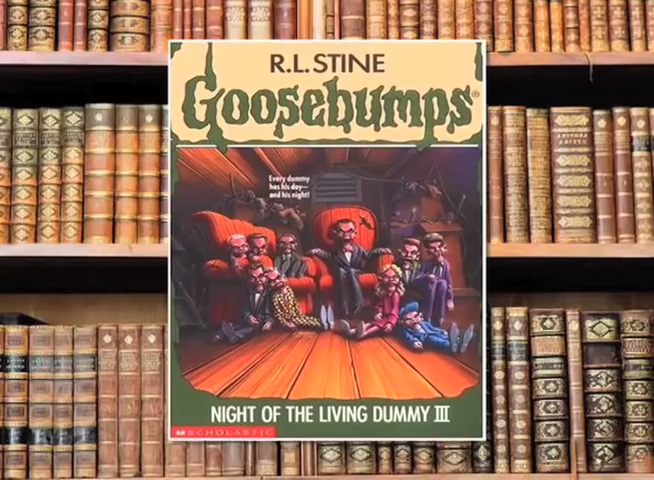 R.L. STINE
Goosebumps®
Every dummy
has his day—
and his night!
NIGHT OF THE LIVING DUMMY III
SCHOLASTIC